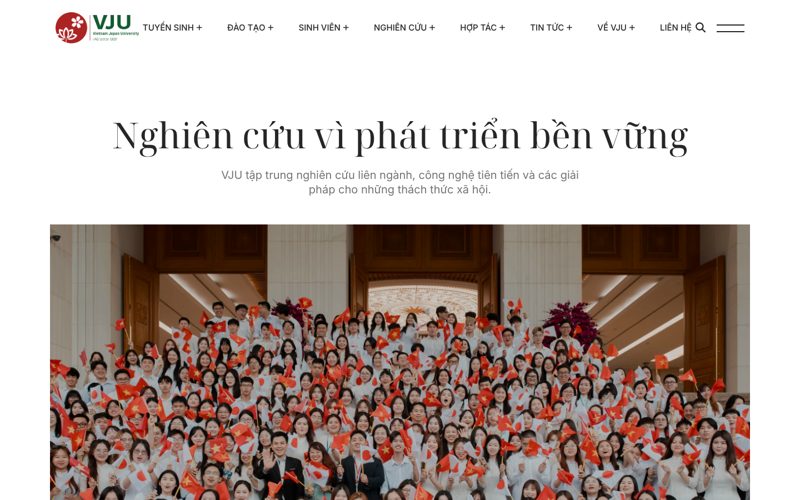 VJU
Vietnam Japan University
TUYỂN SINH +
ĐÀO TẠO +
SINH VIÊN +
NGHIÊN CỨU +
HỢP TÁC +
TIN TỨC +
VỀ VJU +
LIÊN HỆ
Nghiên cứu vì phát triển bền vững
VJU tập trung nghiên cứu liên ngành, công nghệ tiên tiến và các giải
pháp cho những thách thức xã hội.